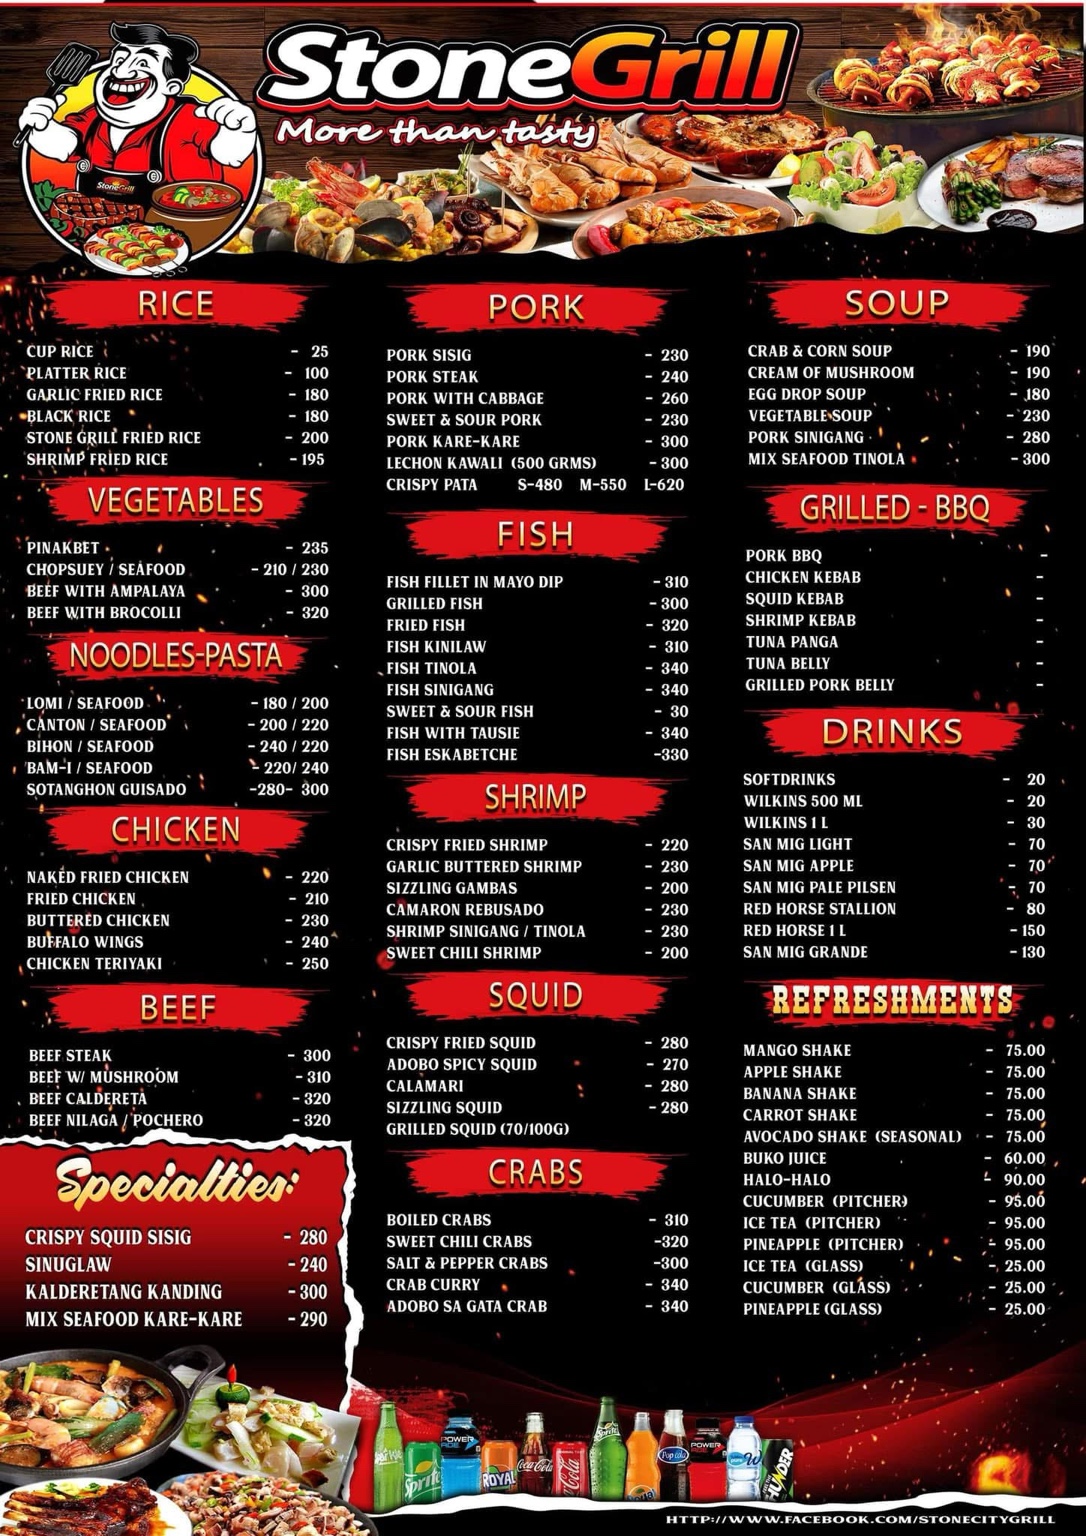 StoneGrill
More than tasty
StoneGrill
RICE
CUP RICE - 25
PLATTER RICE - 100
GARLIC FRIED RICE - 180
BLACK RICE - 180
STONE GRILL FRIED RICE - 200
SHRIMP FRIED RICE - 195
VEGETABLES
PINAKBET - 235
CHOPSUEY / SEAFOOD - 210 / 230
BEEF WITH AMPALAYA - 300
BEEF WITH BROCOLLI - 320
NOODLES-PASTA
LOMI / SEAFOOD - 180 / 200
CANTON / SEAFOOD - 200 / 220
BIHON / SEAFOOD - 240 / 220
BAM-I / SEAFOOD - 220/ 240
SOTANGHON GUISADO -280- 300
CHICKEN
NAKED FRIED CHICKEN - 220
FRIED CHICKEN - 210
BUTTERED CHICKEN - 230
BUFFALO WINGS - 240
CHICKEN TERIYAKI - 250
BEEF
BEEF STEAK - 300
BEEF W/ MUSHROOM - 310
BEEF CALDERETA - 320
BEEF NILAGA / POCHERO - 320
Specialties:
CRISPY SQUID SISIG - 280
SINUGLAW - 240
KALDERETANG KANDING - 300
MIX SEAFOOD KARE-KARE - 290
PORK
PORK SISIG - 230
PORK STEAK - 240
PORK WITH CABBAGE - 260
SWEET & SOUR PORK - 230
PORK KARE-KARE - 300
LECHON KAWALI (500 GRMS) - 300
CRISPY PATA S-480 M-550 L-620
FISH
FISH FILLET IN MAYO DIP - 310
GRILLED FISH - 300
FRIED FISH - 320
FISH KINILAW - 310
FISH TINOLA - 340
FISH SINIGANG - 340
SWEET & SOUR FISH - 30
FISH WITH TAUSIE - 340
FISH ESKABETCHE -330
SHRIMP
CRISPY FRIED SHRIMP - 220
GARLIC BUTTERED SHRIMP - 230
SIZZLING GAMBAS - 200
CAMARON REBUSADO - 230
SHRIMP SINIGANG / TINOLA - 230
SWEET CHILI SHRIMP - 200
SQUID
CRISPY FRIED SQUID - 280
ADOBO SPICY SQUID - 270
CALAMARI - 280
SIZZLING SQUID - 280
GRILLED SQUID (70/100G)
CRABS
BOILED CRABS - 310
SWEET CHILI CRABS -320
SALT & PEPPER CRABS -300
CRAB CURRY - 340
ADOBO SA GATA CRAB - 340
SOUP
CRAB & CORN SOUP - 190
CREAM OF MUSHROOM - 190
EGG DROP SOUP - 180
VEGETABLE SOUP - 230
PORK SINIGANG - 280
MIX SEAFOOD TINOLA - 300
GRILLED - BBQ
PORK BBQ -
CHICKEN KEBAB -
SQUID KEBAB -
SHRIMP KEBAB -
TUNA PANGA -
TUNA BELLY -
GRILLED PORK BELLY -
DRINKS
SOFTDRINKS - 20
WILKINS 500 ML - 20
WILKINS 1 L - 30
SAN MIG LIGHT - 70
SAN MIG APPLE - 70
SAN MIG PALE PILSEN - 70
RED HORSE STALLION - 80
RED HORSE 1 L - 150
SAN MIG GRANDE - 130
REFRESHMENTS
MANGO SHAKE - 75.00
APPLE SHAKE - 75.00
BANANA SHAKE - 75.00
CARROT SHAKE - 75.00
AVOCADO SHAKE (SEASONAL) - 75.00
BUKO JUICE - 60.00
HALO-HALO - 90.00
CUCUMBER (PITCHER) - 95.00
ICE TEA (PITCHER) - 95.00
PINEAPPLE (PITCHER) - 95.00
ICE TEA (GLASS) - 25.00
CUCUMBER (GLASS) - 25.00
PINEAPPLE (GLASS) - 25.00
Sprite
POWERADE
ROYAL
Coca-Cola
Coca-Cola
Sprite
Pop cola
POWER
THUNDER
HTTP://WWW.FACEBOOK.COM/STONECITYGRILL